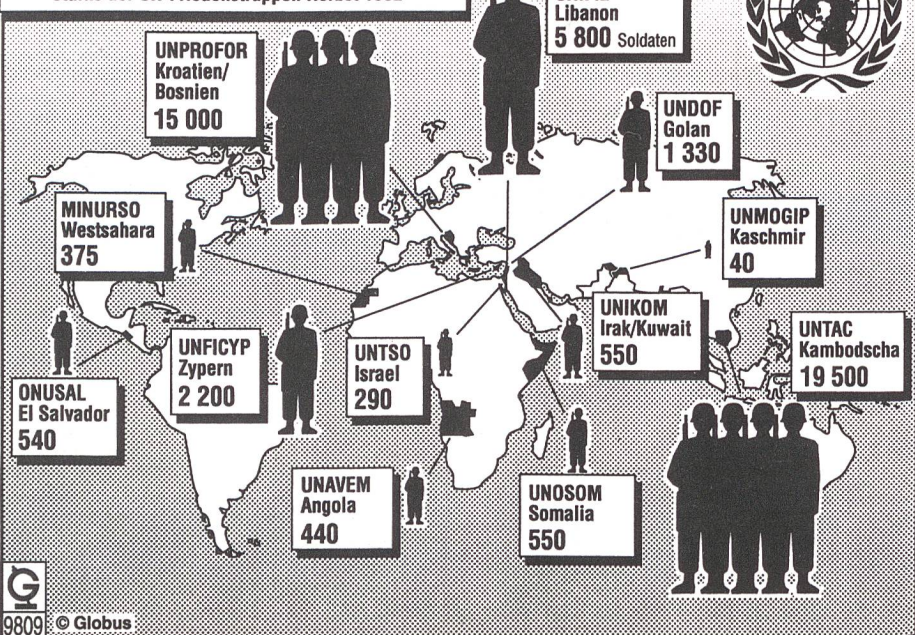 Libanon
5 800 Soldaten
UNPROFOR
Kroatien/
Bosnien
15 000
UNDOF
Golan
1 330
MINURSO
Westsahara
375
UNMOGIP
Kaschmir
40
UNIKOM
Irak/Kuwait
550
UNTAC
Kambodscha
19 500
UNFICYP
Zypern
2 200
UNTSO
Israel
290
ONUSAL
El Salvador
540
UNAVEM
Angola
440
UNOSOM
Somalia
550
G
9809 © Globus